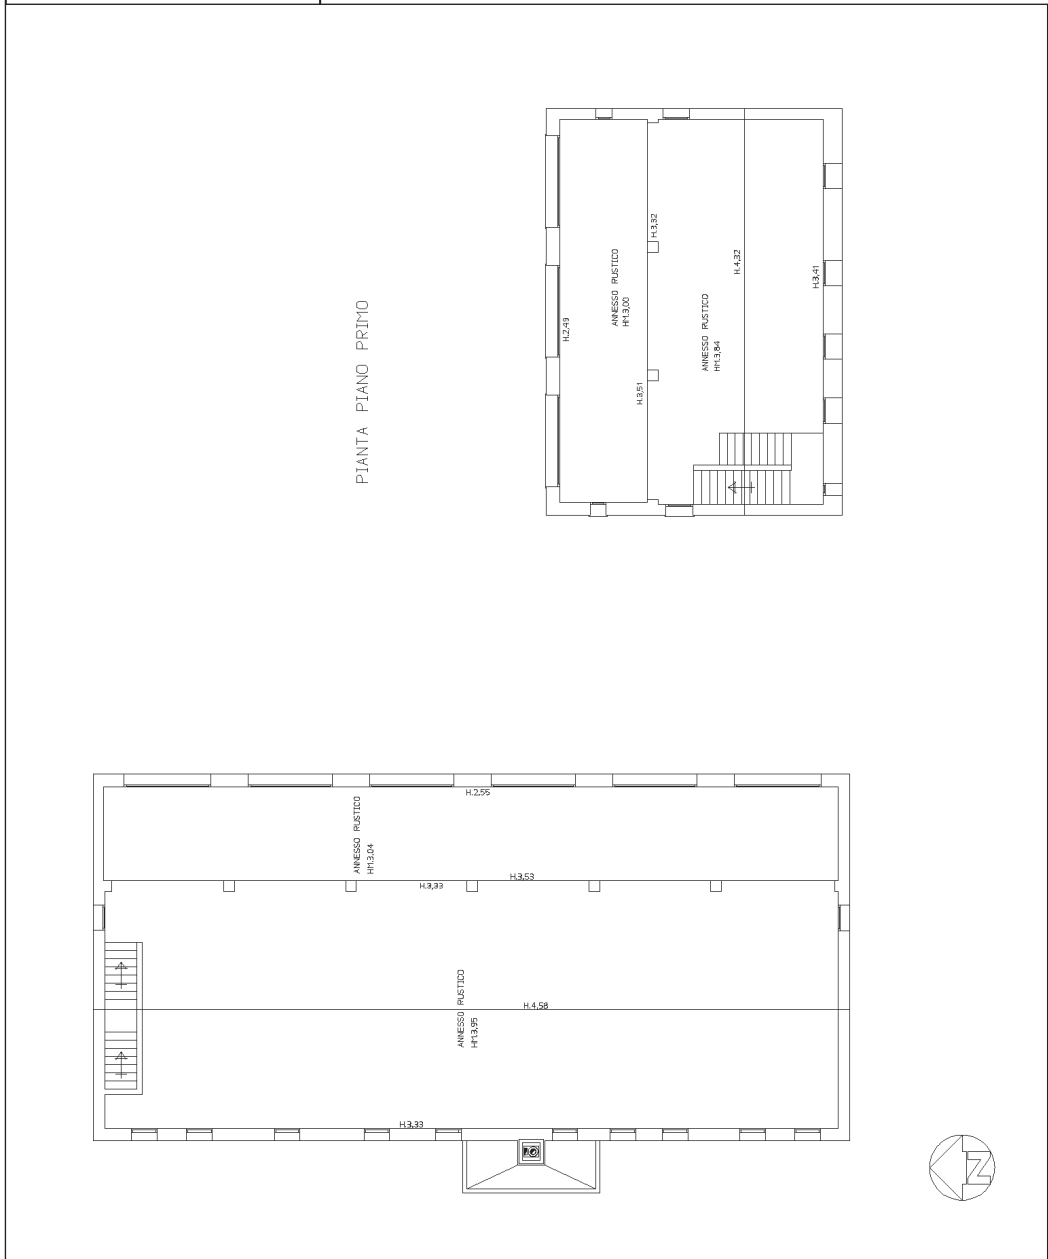 PIANTA PIANO PRIMO
H.2,49
ANNESSO RUSTICO
HM.3,00
H.3,32
H.3,51
ANNESSO RUSTICO
HM.3,84
H.4,32
H.3,41
H.2,55
ANNESSO RUSTICO
HM.3,04
H.3,53
H.3,33
ANNESSO RUSTICO
HM.3,95
H.4,58
H.3,33
N